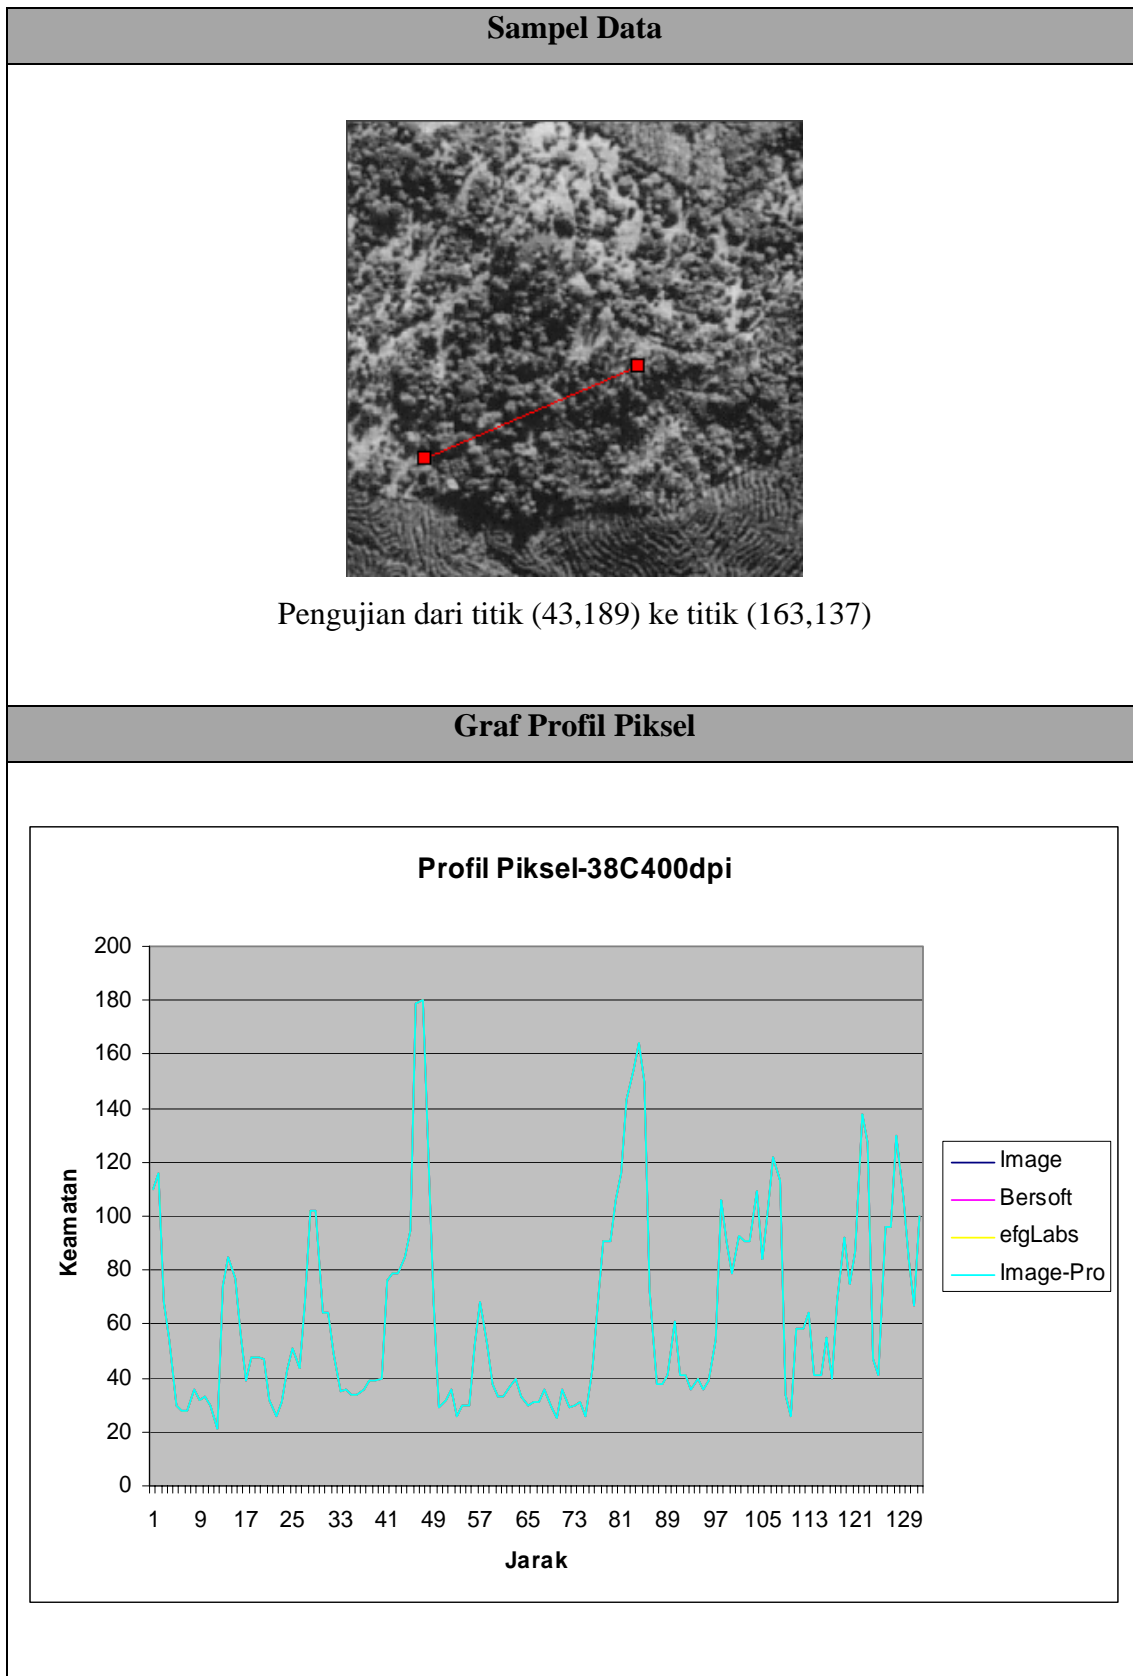 Sampel Data
Pengujian dari titik (43,189) ke titik (163,137)
Graf Profil Piksel
Profil Piksel-38C400dpi
200
180
160
140
120
100
80
60
40
20
0
Keamatan
1 9 17 25 33 41 49 57 65 73 81 89 97 105 113 121 129
Jarak
Image
Bersoft
efgLabs
Image-Pro